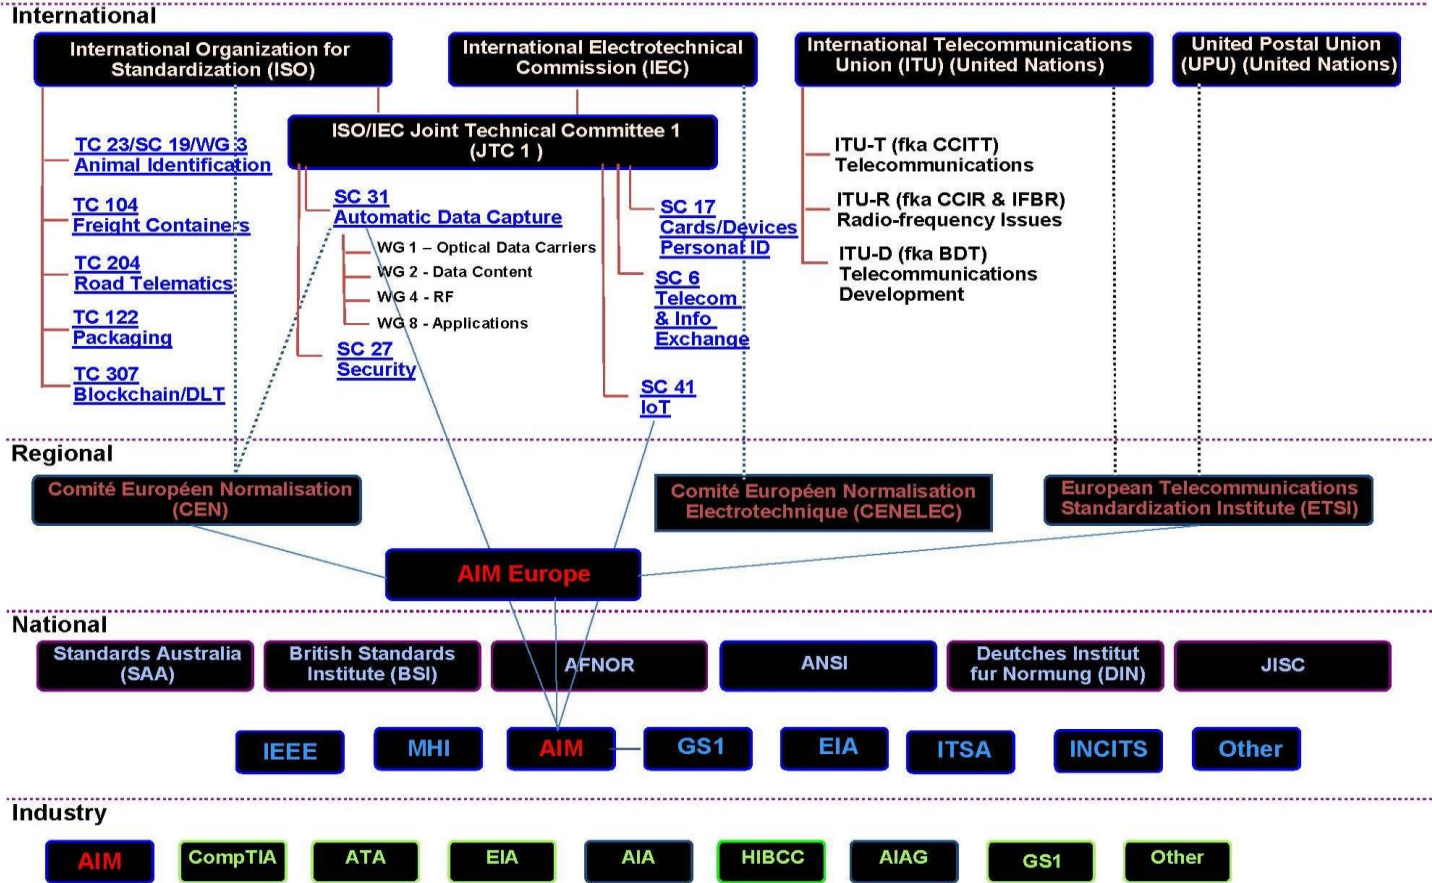 International
International Organization for
Standardization (ISO)
International Electrotechnical
Commission (IEC)
International Telecommunications
Union (ITU) (United Nations)
United Postal Union
(UPU) (United Nations)
ISO/IEC Joint Technical Committee 1
(JTC 1 )
TC 23/SC 19/WG 3
Animal Identification
TC 104
Freight Containers
TC 204
Road Telematics
TC 122
Packaging
TC 307
Blockchain/DLT
SC 31
Automatic Data Capture
WG 1 – Optical Data Carriers
WG 2 - Data Content
WG 4 - RF
WG 8 - Applications
SC 27
Security
SC 17
Cards/Devices
Personal ID
SC 6
Telecom
& Info
Exchange
SC 41
IoT
ITU-T (fka CCITT)
Telecommunications
ITU-R (fka CCIR & IFBR)
Radio-frequency Issues
ITU-D (fka BDT)
Telecommunications
Development
Regional
Comité Européen Normalisation
(CEN)
Comité Européen Normalisation
Electrotechnique (CENELEC)
European Telecommunications
Standardization Institute (ETSI)
AIM Europe
National
Standards Australia
(SAA)
British Standards
Institute (BSI)
AFNOR
ANSI
Deutches Institut
fur Normung (DIN)
JISC
IEEE
MHI
AIM
GS1
EIA
ITSA
INCITS
Other
Industry
AIM
CompTIA
ATA
EIA
AIA
HIBCC
AIAG
GS1
Other